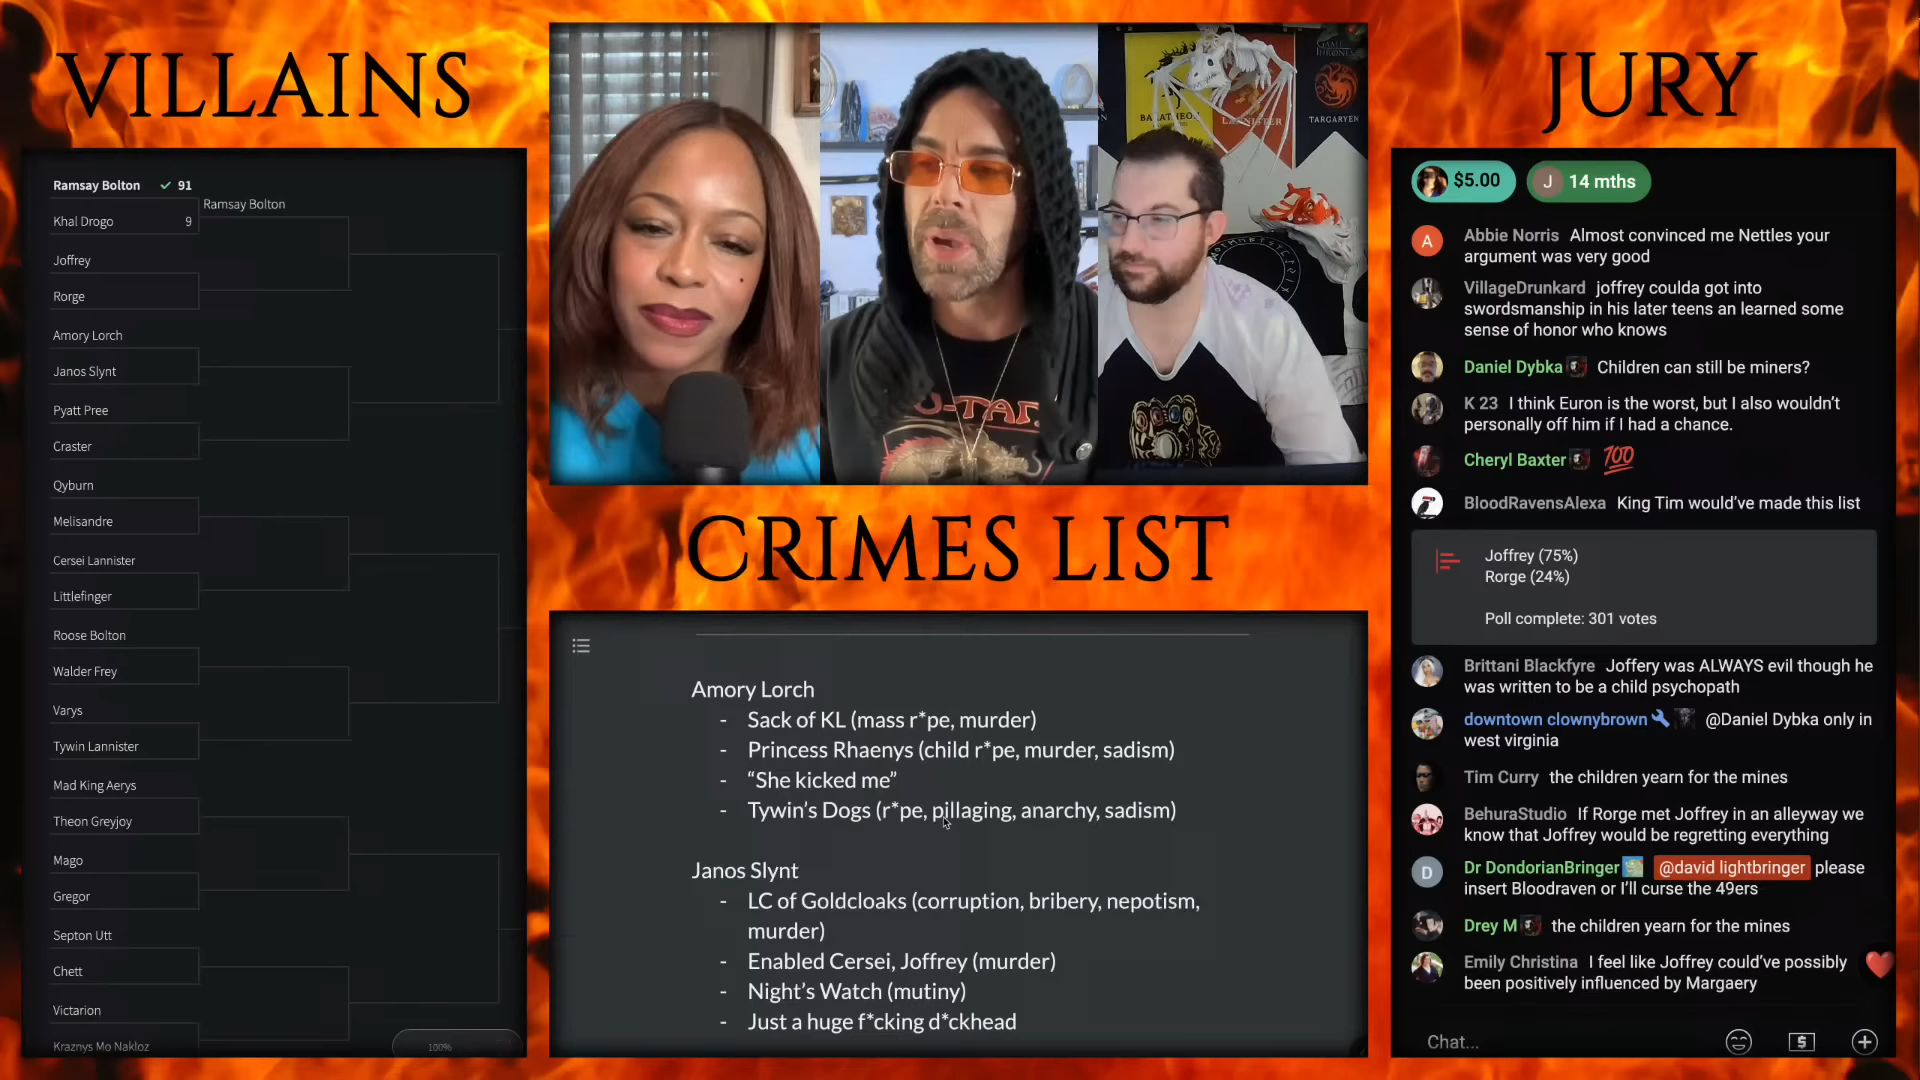 VILLAINS
Ramsay Bolton ✓ 91
Ramsay Bolton
Khal Drogo 9
Joffrey
Rorge
Amory Lorch
Janos Slynt
Pyatt Pree
Craster
Qyburn
Melisandre
Cersei Lannister
Littlefinger
Roose Bolton
Walder Frey
Varys
Tywin Lannister
Mad King Aerys
Theon Greyjoy
Mago
Gregor
Septon Utt
Chett
Victarion
Kraznys Mo Nakloz
100%
GAME THRONES
BARATHEON
LANNISTER
TARGARYEN
CRIMES LIST
Amory Lorch
- Sack of KL (mass r*pe, murder)
- Princess Rhaenys (child r*pe, murder, sadism)
- “She kicked me”
- Tywin’s Dogs (r*pe, pillaging, anarchy, sadism)
Janos Slynt
- LC of Goldcloaks (corruption, bribery, nepotism,
murder)
- Enabled Cersei, Joffrey (murder)
- Night’s Watch (mutiny)
- Just a huge f*cking d*ckhead
JURY
$5.00
J 14 mths
A Abbie Norris Almost convinced me Nettles your
argument was very good
VillageDrunkard joffrey coulda got into
swordsmanship in his later teens an learned some
sense of honor who knows
Daniel Dybka Children can still be miners?
K 23 I think Euron is the worst, but I also wouldn’t
personally off him if I had a chance.
Cheryl Baxter 100
BloodRavensAlexa King Tim would’ve made this list
Joffrey (75%)
Rorge (24%)
Poll complete: 301 votes
Brittani Blackfyre Joffery was ALWAYS evil though he
was written to be a child psychopath
downtown clownybrown @Daniel Dybka only in
west virginia
Tim Curry the children yearn for the mines
BehuraStudio If Rorge met Joffrey in an alleyway we
know that Joffrey would be regretting everything
D Dr DondorianBringer @david lightbringer please
insert Bloodraven or I’ll curse the 49ers
Drey M the children yearn for the mines
Emily Christina I feel like Joffrey could’ve possibly
been positively influenced by Margaery
Chat...